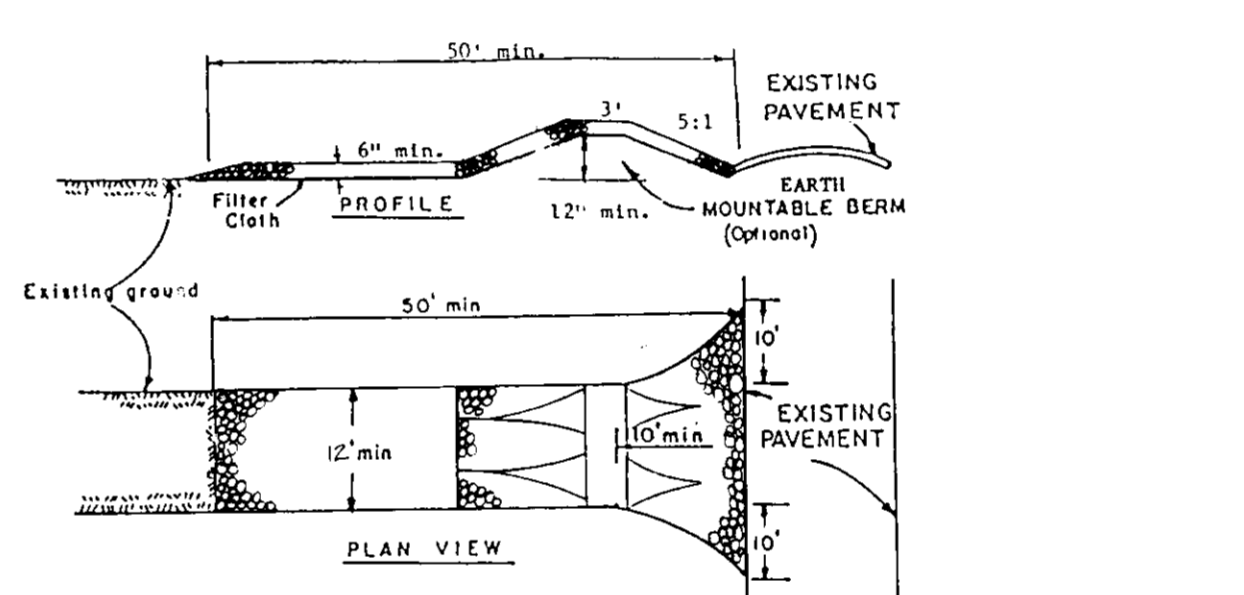 50' min.
EXISTING
PAVEMENT
3'
5:1
6" min.
Filter
Cloth
PROFILE
12" min.
EARTH
MOUNTABLE BERM
(Optional)
Existing ground
50' min
10'
12' min
10' min
EXISTING
PAVEMENT
10'
PLAN VIEW